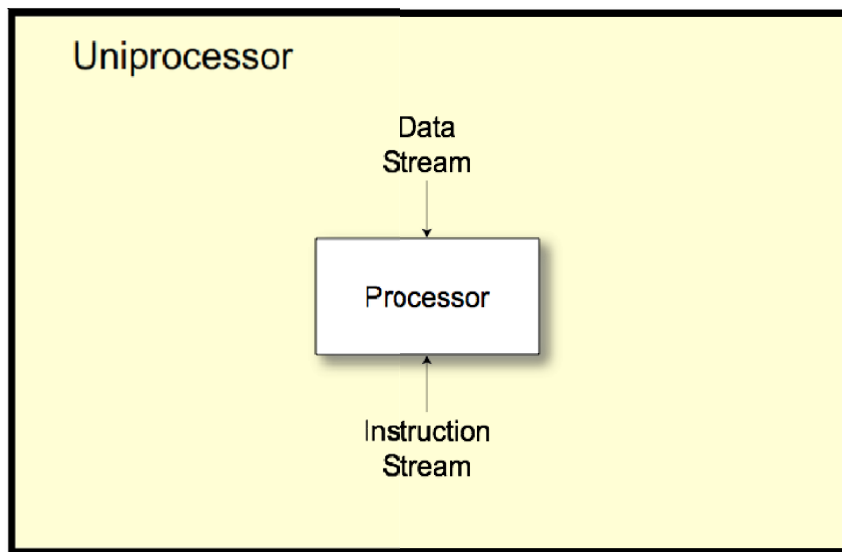 Uniprocessor
Data
Stream
Processor
Instruction
Stream